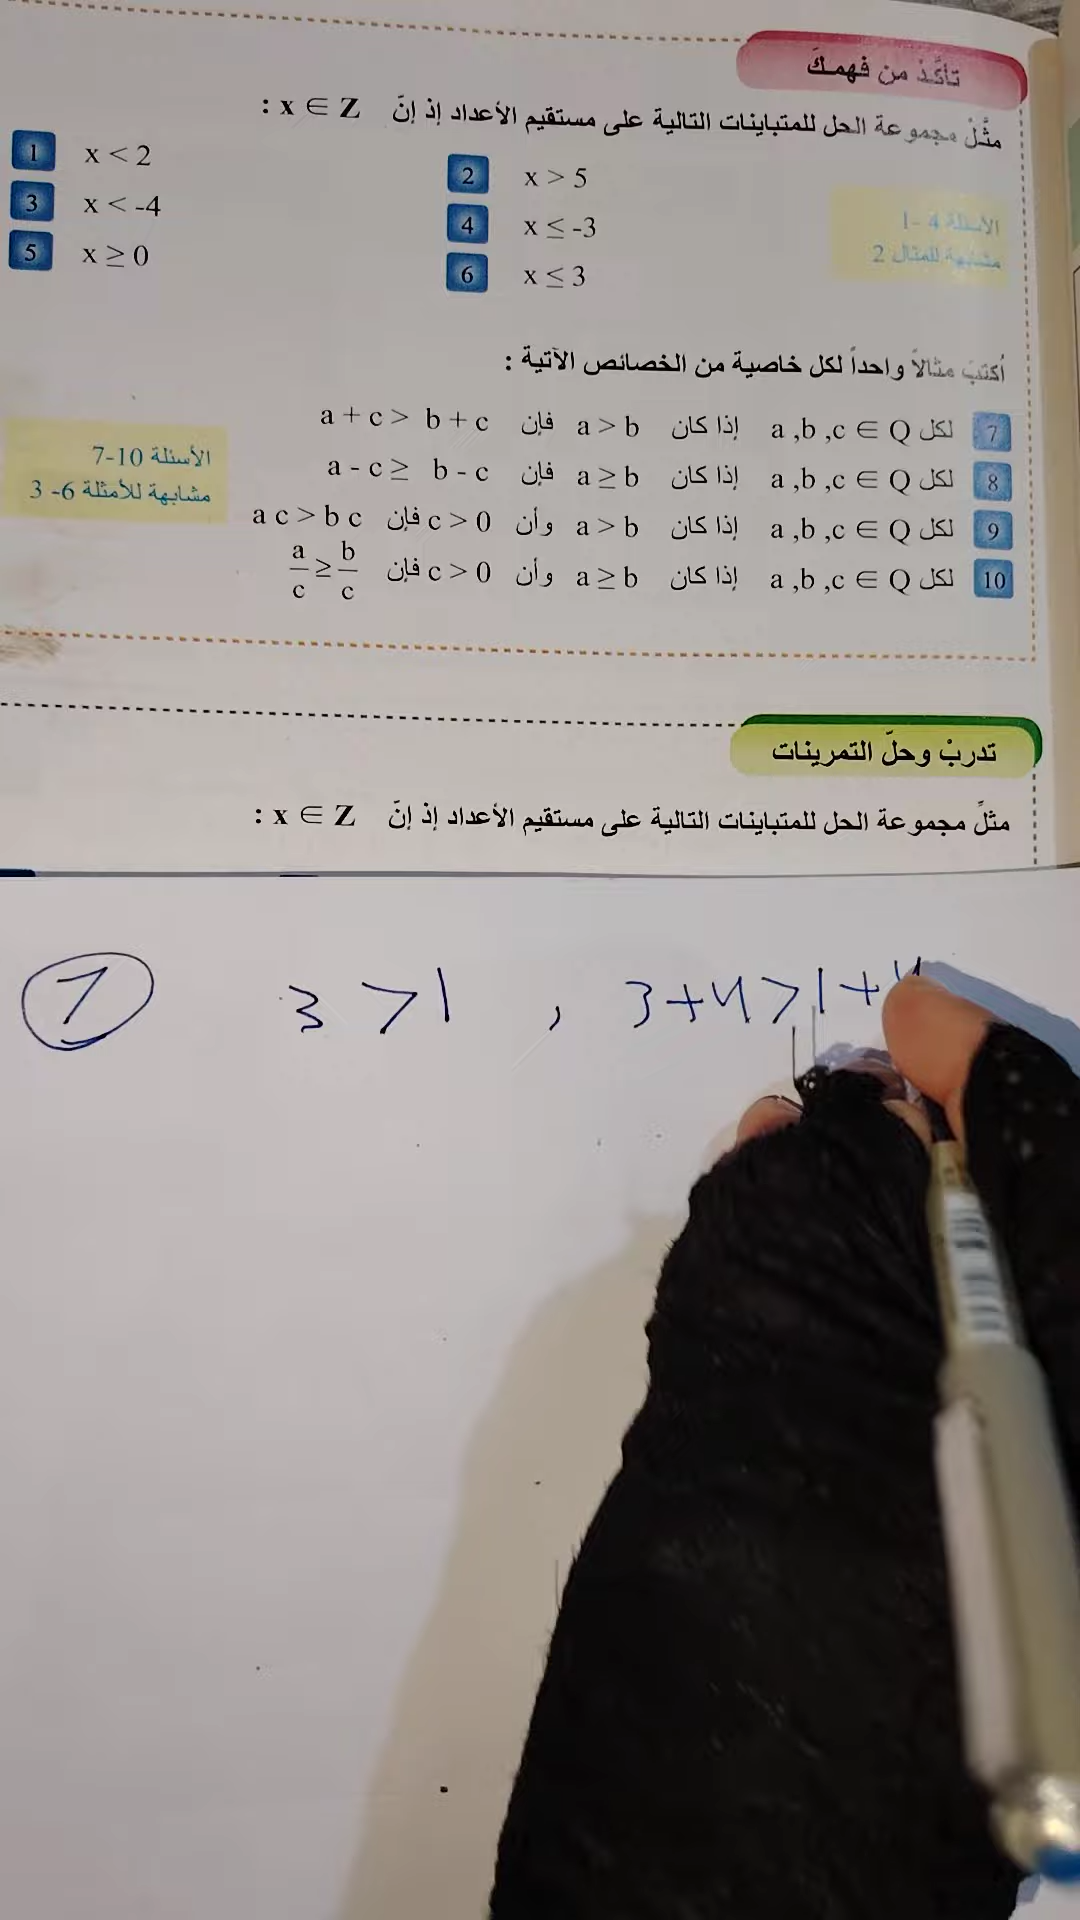 تأكَّدْ من فهمكَ
مثّلْ مجموعة الحل للمتباينات التالية على مستقيم الأعداد إذ إنّ x ∈ Z :
1 x < 2
2 x > 5
3 x < -4
4 x ≤ -3
5 x ≥ 0
6 x ≤ 3
الأسئلة 4 -1
مشابهة للمثال 2
أكتبَ مثالاً واحداً لكل خاصية من الخصائص الآتية :
7 لكل a ,b ,c ∈ Q إذا كان a > b فإن a + c > b + c
8 لكل a ,b ,c ∈ Q إذا كان a ≥ b فإن a - c ≥ b - c
9 لكل a ,b ,c ∈ Q إذا كان a > b وأن c > 0 فإن a c > b c
10 لكل a ,b ,c ∈ Q إذا كان a ≥ b وأن c > 0 فإن a/c ≥ b/c
الأسئلة 10-7
مشابهة للأمثلة 6- 3
تدربْ وحلّ التمرينات
مثلّ مجموعة الحل للمتباينات التالية على مستقيم الأعداد إذ إنّ x ∈ Z :
7 3 > 1 , 3+4 > 1+4